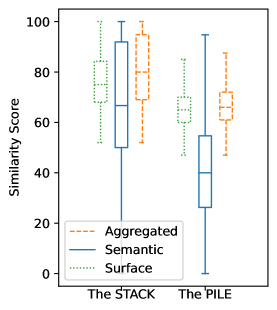 Similarity Score
100
80
60
40
20
0
Aggregated
Semantic
Surface
The STACK
The PILE